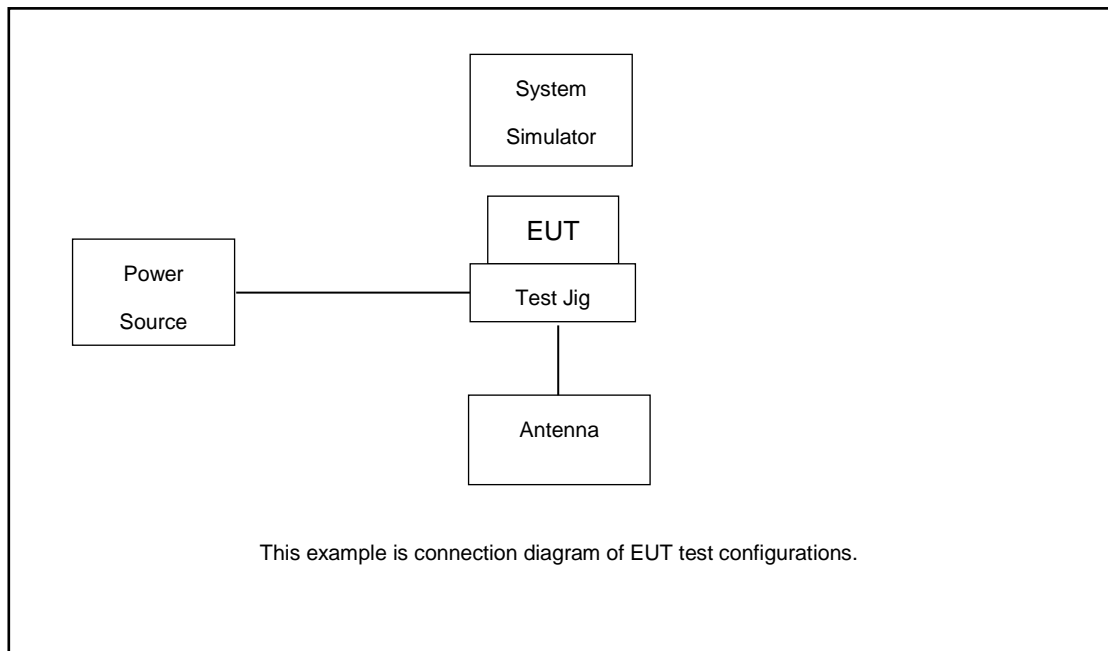 System
Simulator
EUT
Power
Source
Test Jig
Antenna
This example is connection diagram of EUT test configurations.